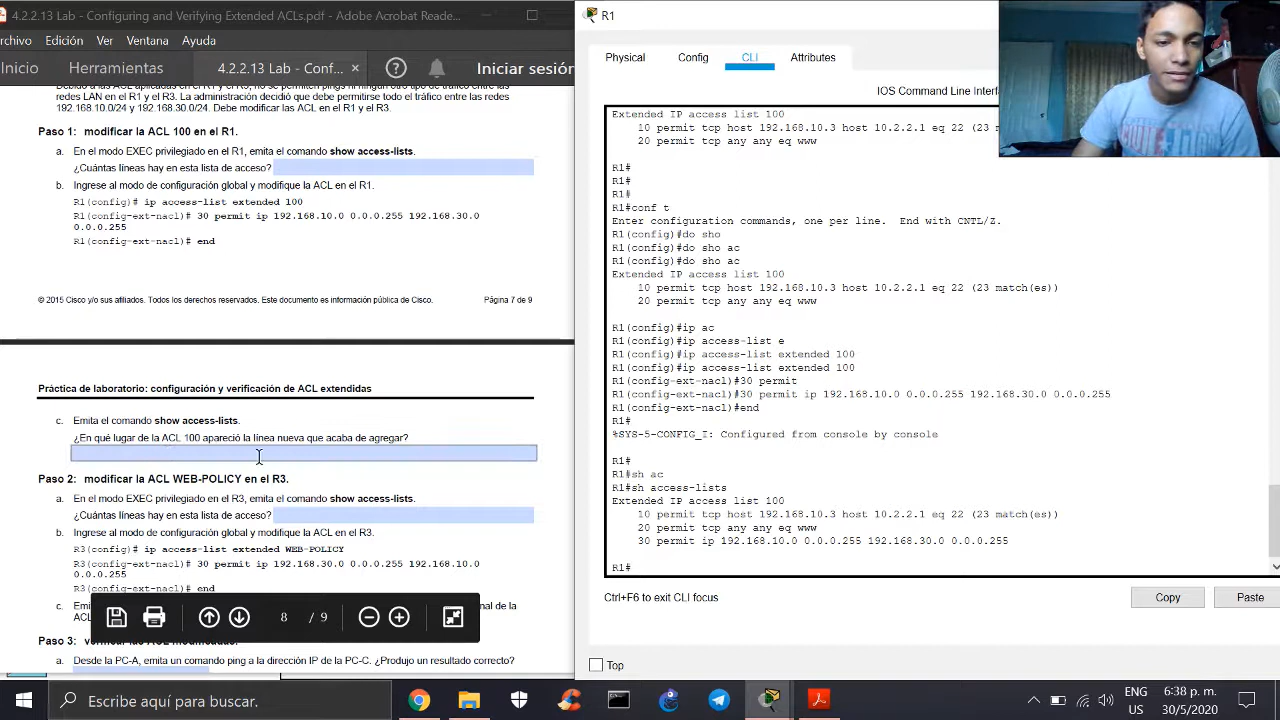 4.2.2.13 Lab - Configuring and Verifying Extended ACLs.pdf - Adobe Acrobat Reade...
Archivo Edición Ver Ventana Ayuda
Inicio Herramientas 4.2.2.13 Lab - Conf × Iniciar sesión
redes LAN en el R1 y el R3. La administración decidió que debe permitirse todo el tráfico entre las redes
192.168.10.0/24 y 192.168.30.0/24. Debe modificar las ACL en el R1 y el R3.
Paso 1: modificar la ACL 100 en el R1.
a. En el modo EXEC privilegiado en el R1, emita el comando show access-lists.
¿Cuántas líneas hay en esta lista de acceso?
b. Ingrese al modo de configuración global y modifique la ACL en el R1.
R1(config)# ip access-list extended 100
R1(config-ext-nacl)# 30 permit ip 192.168.10.0 0.0.0.255 192.168.30.0
0.0.0.255
R1(config-ext-nacl)# end
© 2015 Cisco y/o sus afiliados. Todos los derechos reservados. Este documento es información pública de Cisco. Página 7 de 9
Práctica de laboratorio: configuración y verificación de ACL extendidas
c. Emita el comando show access-lists.
¿En qué lugar de la ACL 100 apareció la línea nueva que acaba de agregar?
Paso 2: modificar la ACL WEB-POLICY en el R3.
a. En el modo EXEC privilegiado en el R3, emita el comando show access-lists.
¿Cuántas líneas hay en esta lista de acceso?
b. Ingrese al modo de configuración global y modifique la ACL en el R3.
R3(config)# ip access-list extended WEB-POLICY
R3(config-ext-nacl)# 30 permit ip 192.168.30.0 0.0.0.255 192.168.10.0
0.0.0.255
R3(config-ext-nacl)# end
c. Emi
nal de la
ACL
8 / 9
Paso 3:
a. Desde la PC-A, emita un comando ping a la dirección IP de la PC-C. ¿Produjo un resultado correcto?
R1
Physical Config CLI Attributes
IOS Command Line Interfa
Extended IP access list 100
10 permit tcp host 192.168.10.3 host 10.2.2.1 eq 22 (23 m
20 permit tcp any any eq www
R1#
R1#
R1#
R1#conf t
Enter configuration commands, one per line. End with CNTL/Z.
R1(config)#do sho
R1(config)#do sho ac
R1(config)#do sho ac
Extended IP access list 100
10 permit tcp host 192.168.10.3 host 10.2.2.1 eq 22 (23 match(es))
20 permit tcp any any eq www
R1(config)#ip ac
R1(config)#ip access-list e
R1(config)#ip access-list extended 100
R1(config)#ip access-list extended 100
R1(config-ext-nacl)#30 permit
R1(config-ext-nacl)#30 permit ip 192.168.10.0 0.0.0.255 192.168.30.0 0.0.0.255
R1(config-ext-nacl)#end
R1#
%SYS-5-CONFIG_I: Configured from console by console
R1#
R1#sh ac
R1#sh access-lists
Extended IP access list 100
10 permit tcp host 192.168.10.3 host 10.2.2.1 eq 22 (23 match(es))
20 permit tcp any any eq www
30 permit ip 192.168.10.0 0.0.0.255 192.168.30.0 0.0.0.255
R1#
Ctrl+F6 to exit CLI focus
Copy Paste
Top
Escribe aquí para buscar.
ENG
US
6:38 p. m.
30/5/2020